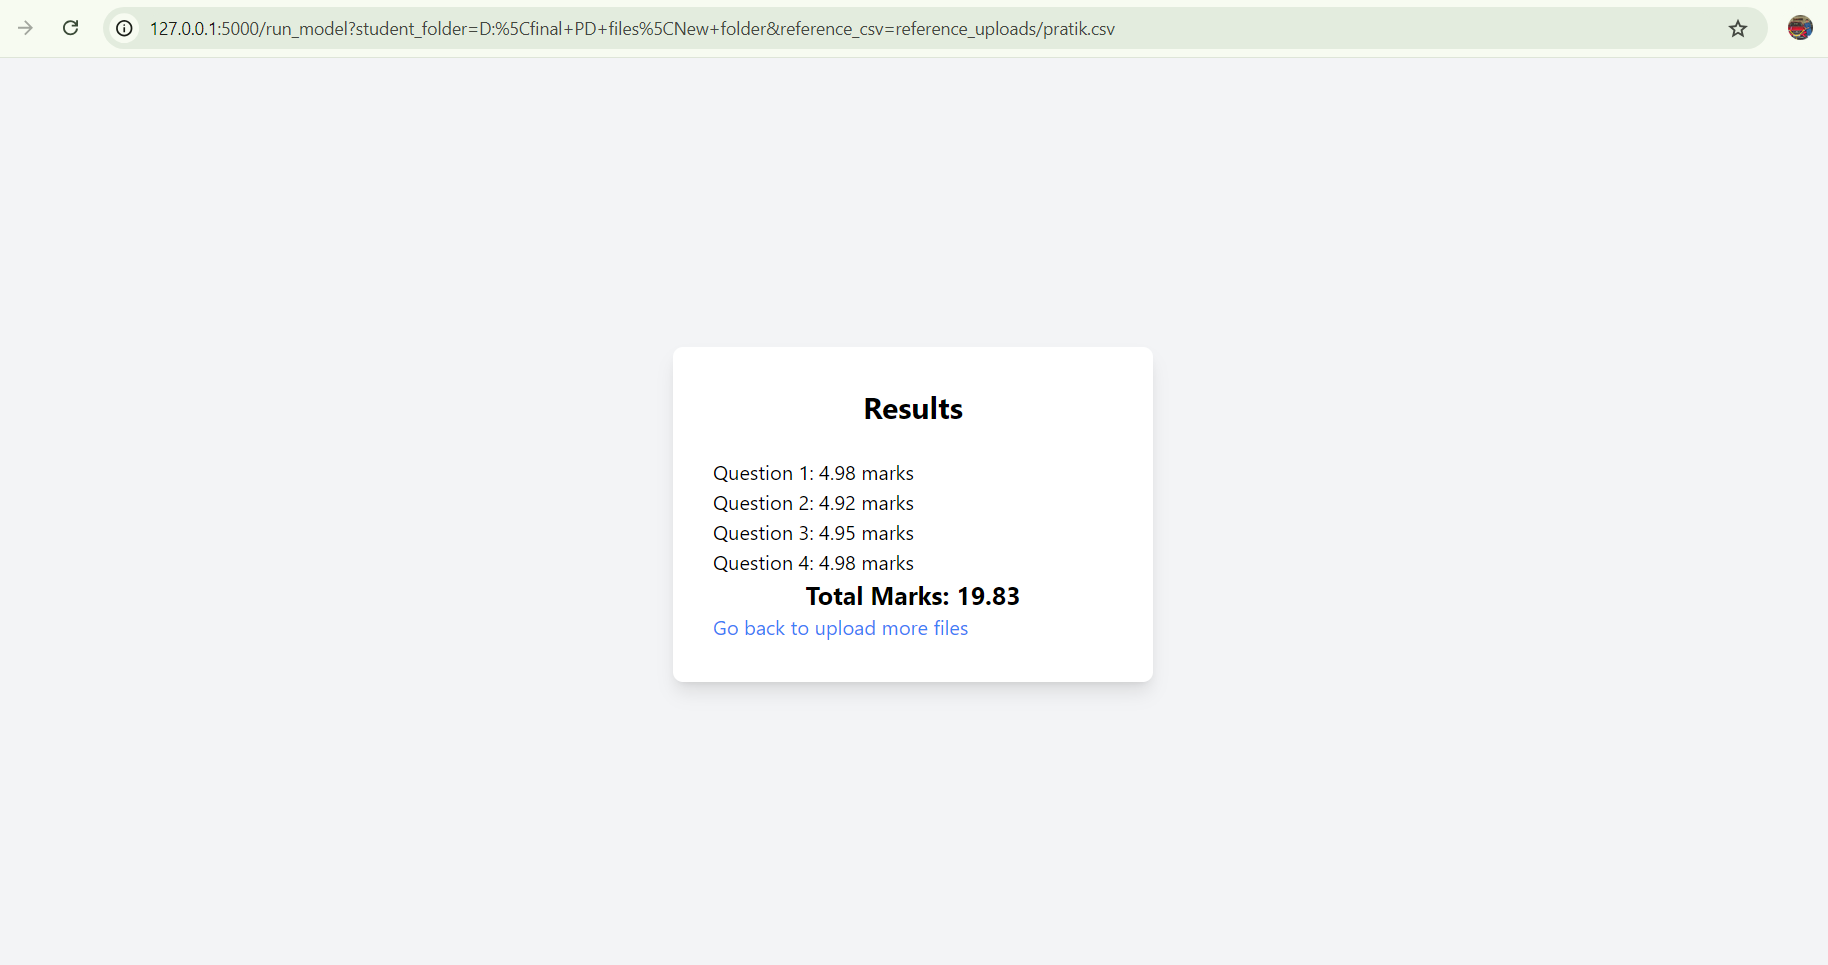 127.0.0.1:5000/run_model?student_folder=D:%5Cfinal+PD+files%5CNew+folder&reference_csv=reference_uploads/pratik.csv
Results
Question 1: 4.98 marks
Question 2: 4.92 marks
Question 3: 4.95 marks
Question 4: 4.98 marks
Total Marks: 19.83
Go back to upload more files